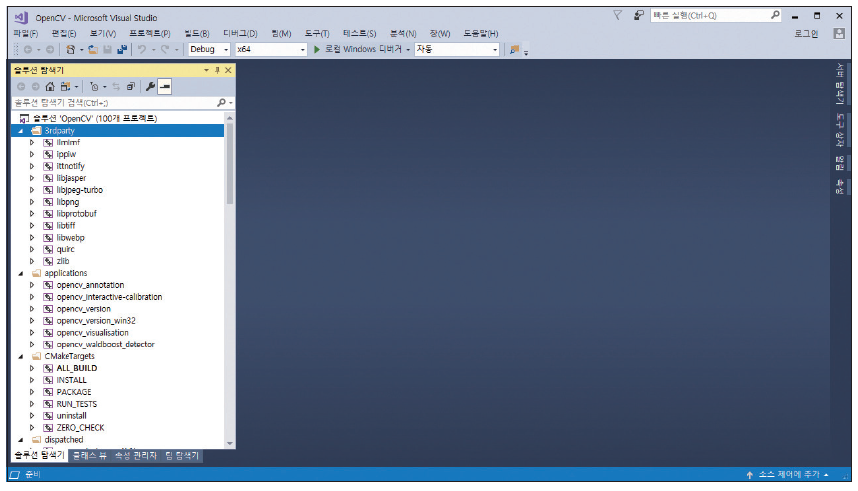 OpenCV - Microsoft Visual Studio
빠른 실행(Ctrl+Q)
파일(F) 편집(E) 보기(V) 프로젝트(P) 빌드(B) 디버그(D) 팀(M) 도구(T) 테스트(S) 분석(N) 창(W) 도움말(H)
로그인
Debug x64 로컬 Windows 디버거 자동
솔루션 탐색기
솔루션 탐색기 검색(Ctrl+;)
솔루션 'OpenCV' (100개 프로젝트)
3rdparty
ilmimf
ippiw
ittnotify
libjasper
libjpeg-turbo
libpng
libprotobuf
libtiff
libwebp
quirc
zlib
applications
opencv_annotation
opencv_interactive-calibration
opencv_version
opencv_version_win32
opencv_visualisation
opencv_waldboost_detector
CMakeTargets
ALL_BUILD
INSTALL
PACKAGE
RUN_TESTS
uninstall
ZERO_CHECK
dispatched
솔루션 탐색기 클래스 뷰 속성 관리자 팀 탐색기
서버 탐색기
도구 상자
알림
속성
준비
소스 제어에 추가